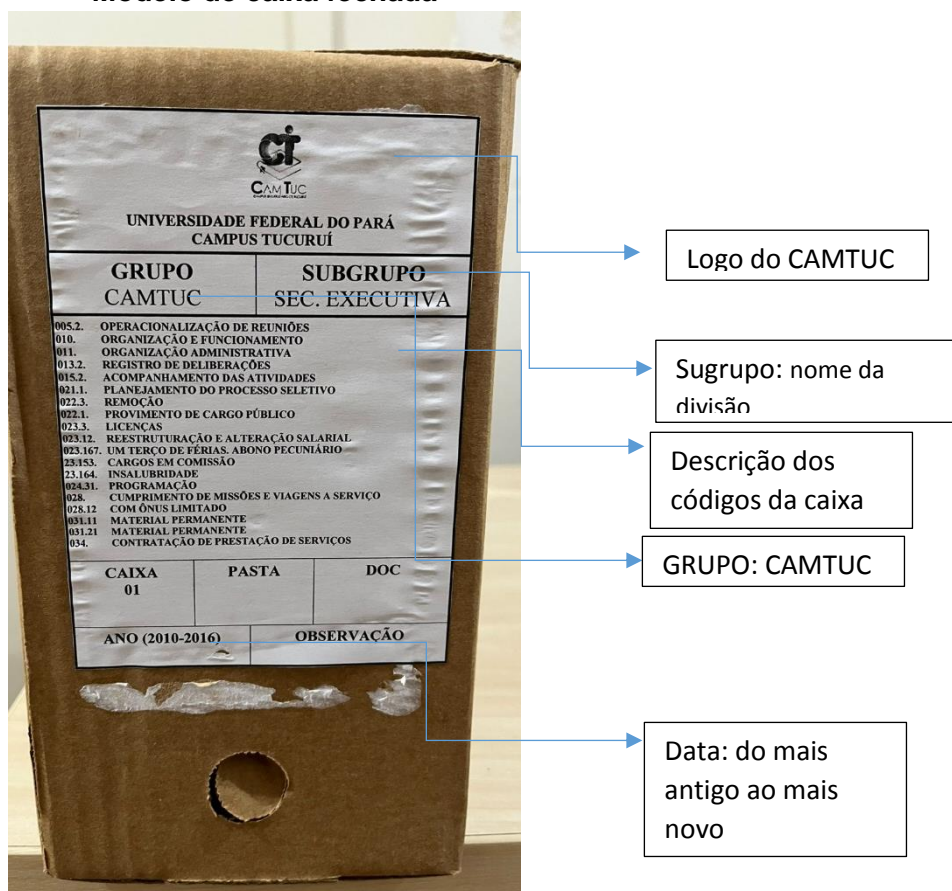 Modelo de caixa fechada
CT
CAMTUC
UNIVERSIDADE FEDERAL DO PARÁ
CAMPUS TUCURUÍ
GRUPO
CAMTUC
SUBGRUPO
SEC. EXECUTIVA
005.2. OPERACIONALIZAÇÃO DE REUNIÕES
010. ORGANIZAÇÃO E FUNCIONAMENTO
011. ORGANIZAÇÃO ADMINISTRATIVA
013.2. REGISTRO DE DELIBERAÇÕES
015.2. ACOMPANHAMENTO DAS ATIVIDADES
021.1. PLANEJAMENTO DO PROCESSO SELETIVO
022.3. REMOÇÃO
022.1. PROVIMENTO DE CARGO PÚBLICO
023.3. LICENÇAS
023.12. REESTRUTURAÇÃO E ALTERAÇÃO SALARIAL
023.167. UM TERÇO DE FÉRIAS. ABONO PECUNIÁRIO
23.153. CARGOS EM COMISSÃO
23.164. INSALUBRIDADE
024.31. PROGRAMAÇÃO
028. CUMPRIMENTO DE MISSÕES E VIAGENS A SERVIÇO
028.12 COM ÔNUS LIMITADO
031.11 MATERIAL PERMANENTE
031.21 MATERIAL PERMANENTE
034. CONTRATAÇÃO DE PRESTAÇÃO DE SERVIÇOS
CAIXA
01
PASTA
DOC
ANO (2010-2016)
OBSERVAÇÃO
Logo do CAMTUC
Sugrupo: nome da
divisão
Descrição dos
códigos da caixa
GRUPO: CAMTUC
Data: do mais
antigo ao mais
novo